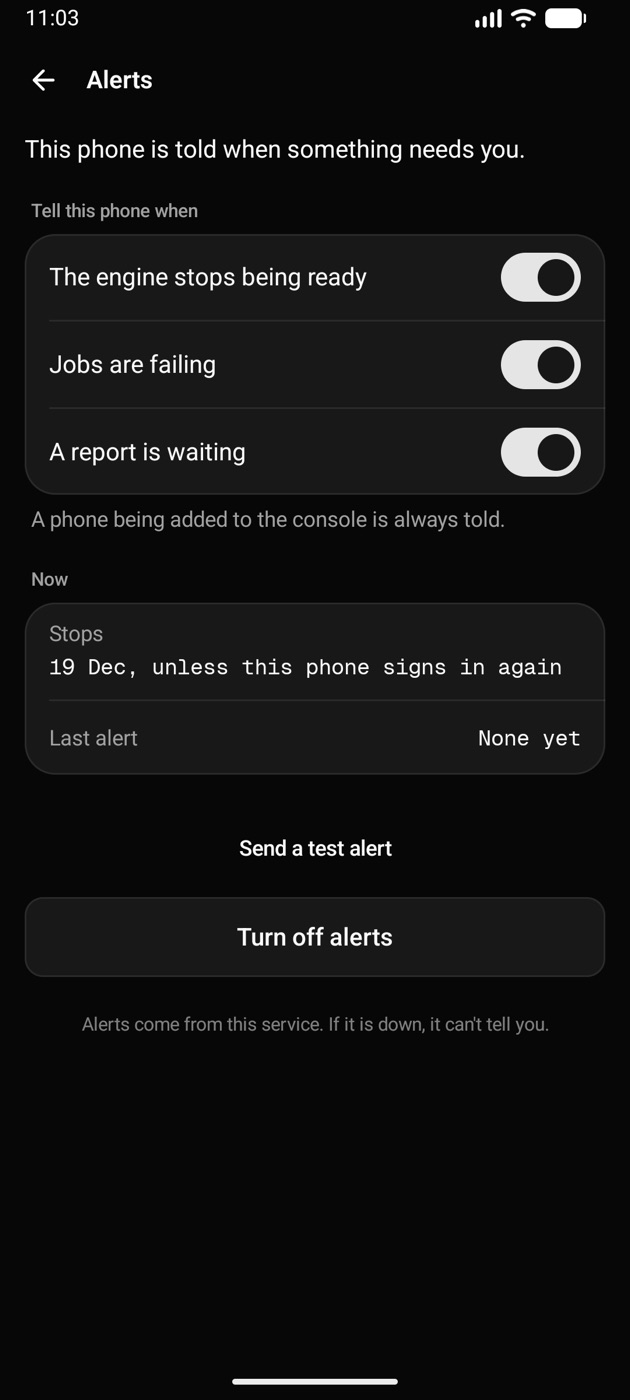 11:03
Alerts
This phone is told when something needs you.
Tell this phone when
The engine stops being ready
Jobs are failing
A report is waiting
A phone being added to the console is always told.
Now
Stops
19 Dec, unless this phone signs in again
Last alert None yet
Send a test alert
Turn off alerts
Alerts come from this service. If it is down, it can't tell you.